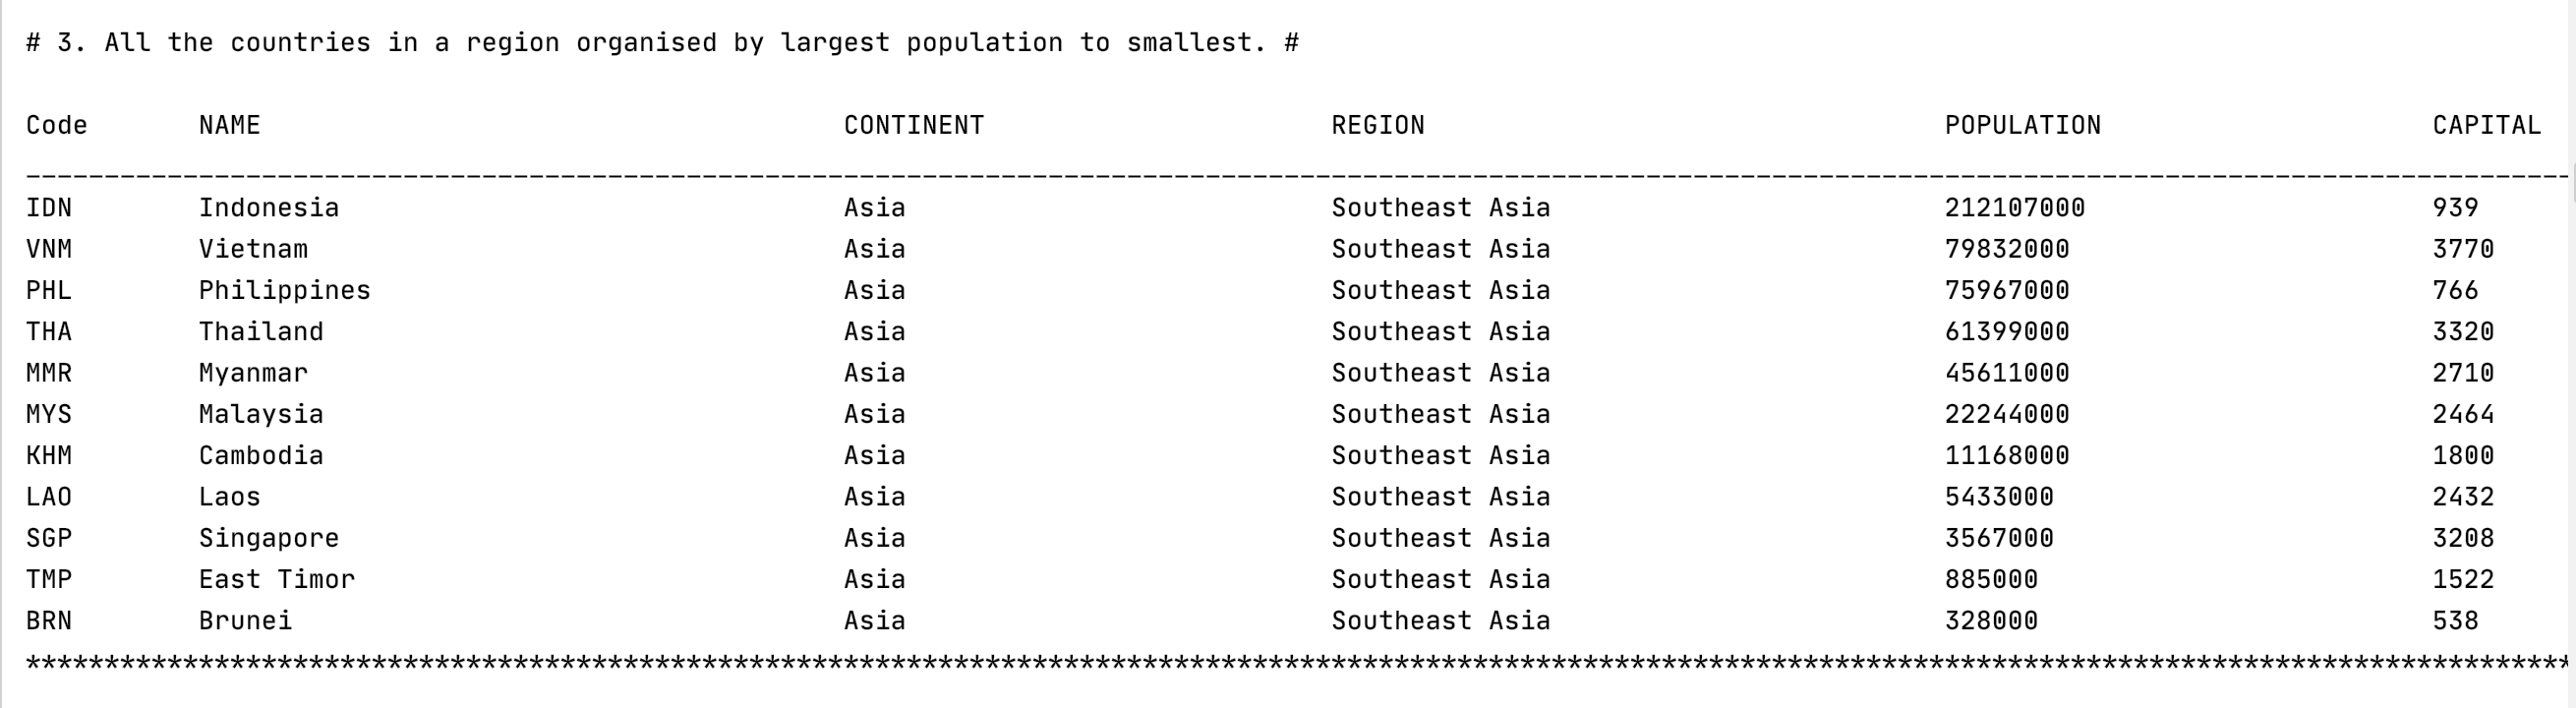 # 3. All the countries in a region organised by largest population to smallest. #
Code NAME CONTINENT REGION POPULATION CAPITAL
----------------------------------------------------------------------------------------------------------------------------------------------------------------
IDN Indonesia Asia Southeast Asia 212107000 939
VNM Vietnam Asia Southeast Asia 79832000 3770
PHL Philippines Asia Southeast Asia 75967000 766
THA Thailand Asia Southeast Asia 61399000 3320
MMR Myanmar Asia Southeast Asia 45611000 2710
MYS Malaysia Asia Southeast Asia 22244000 2464
KHM Cambodia Asia Southeast Asia 11168000 1800
LAO Laos Asia Southeast Asia 5433000 2432
SGP Singapore Asia Southeast Asia 3567000 3208
TMP East Timor Asia Southeast Asia 885000 1522
BRN Brunei Asia Southeast Asia 328000 538
******************************************************************************************************************************************************************